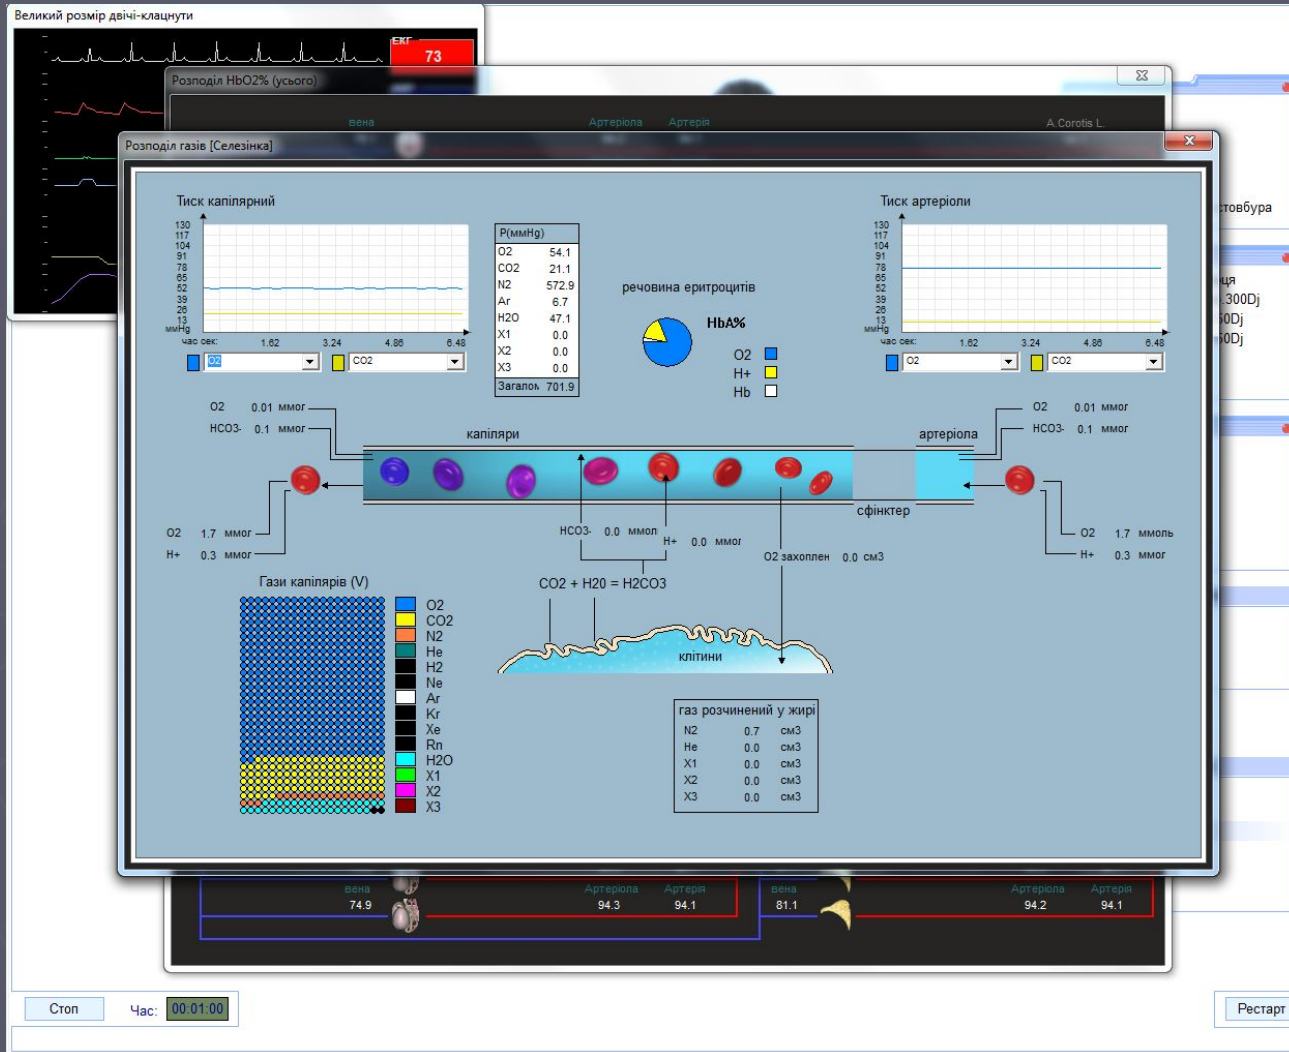 Великий розмір двічі-клацнути
ЕКГ
73
Розподіл HbO2% (усього)
вена
Артеріола
Артерія
A.Corotis L.
Розподіл газів [Селезінка]
Тиск капілярний
130
117
104
91
78
65
52
39
26
13
ммHg
час сек:
1.62
3.24
4.86
6.48
O2
CO2
P(ммHg)
O2 54.1
CO2 21.1
N2 572.9
Ar 6.7
H2O 47.1
X1 0.0
X2 0.0
X3 0.0
Загалом 701.9
речовина еритроцитів
HbA%
O2
H+
Hb
Тиск артеріоли
130
117
104
91
78
65
52
39
26
13
ммHg
час сек:
1.62
3.24
4.86
6.48
O2
CO2
товбура
.300Dj
50Dj
50Dj
O2 0.01 ммог
HCO3- 0.1 ммог
капіляри
артеріола
O2 0.01 ммог
HCO3- 0.1 ммог
сфінктер
O2 1.7 ммог
H+ 0.3 ммог
HCO3- 0.0 ммол
H+ 0.0 ммог
O2 захоплен 0.0 см3
O2 1.7 ммоль
H+ 0.3 ммог
CO2 + H20 = H2CO3
клітини
Гази капілярів (V)
O2
CO2
N2
He
H2
Ne
Ar
Kr
Xe
Rn
H2O
X1
X2
X3
газ розчинений у жирі
N2 0.7 см3
He 0.0 см3
X1 0.0 см3
X2 0.0 см3
X3 0.0 см3
вена
Артеріола
Артерія
вена
Артеріола
Артерія
74.9
94.3
94.1
81.1
94.2
94.1
Стоп
Час:
00:01:00
Рестарт